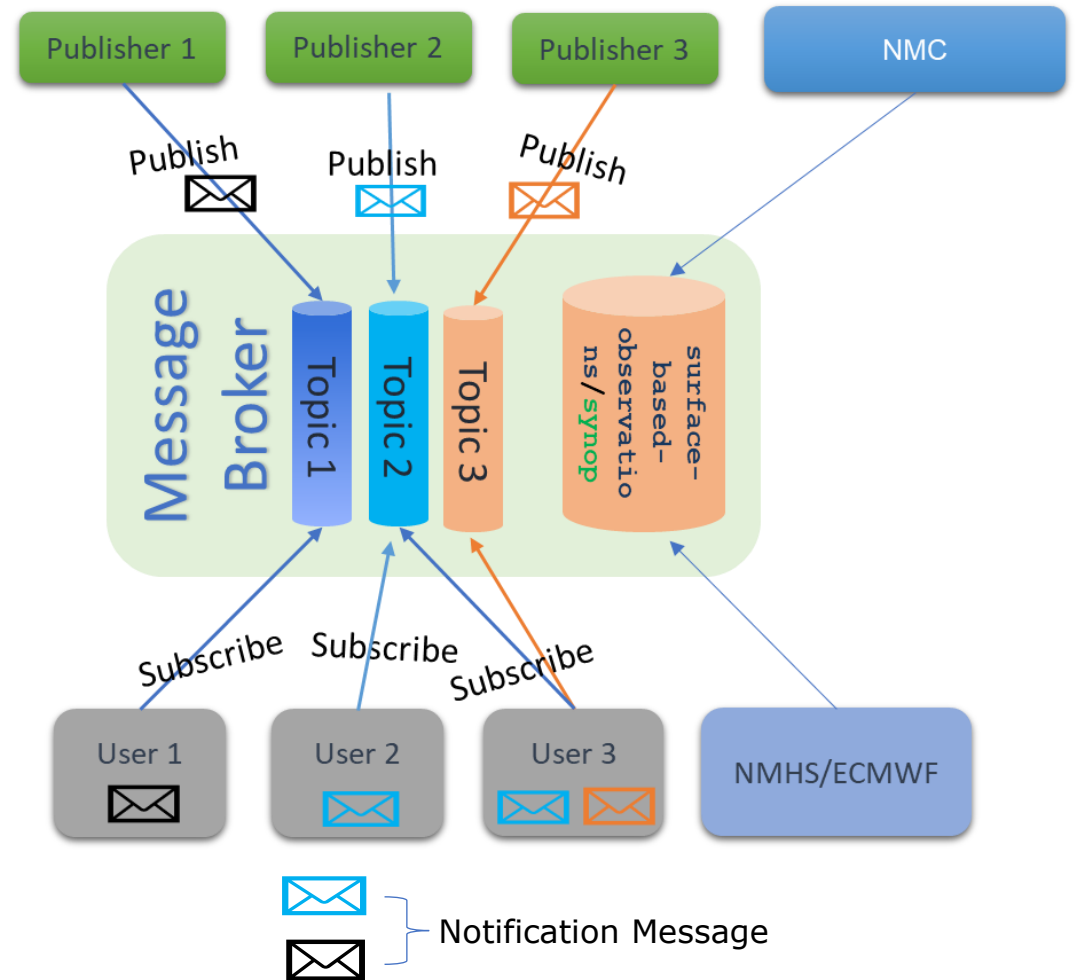 Publisher 1
Publisher 2
Publisher 3
NMC
Publish
Publish
Publish
Message
Broker
Topic 1
Topic 2
Topic 3
surface-
based-
observatio
ns/synop
Subscribe
Subscribe
Subscribe
User 1
User 2
User 3
NMHS/ECMWF
Notification Message